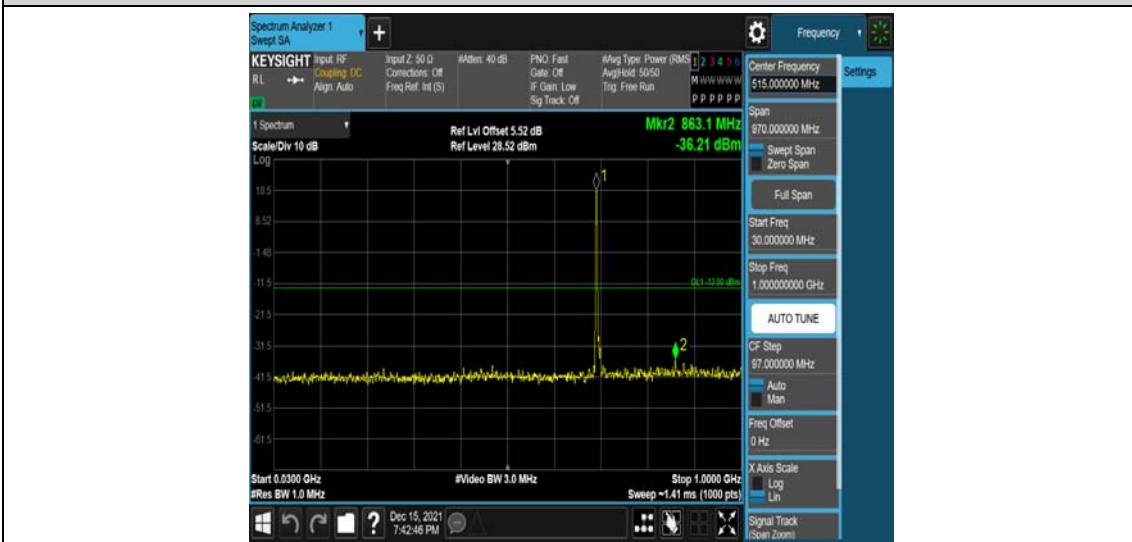 Spectrum Analyzer 1
Swept SA
+
Frequency
KEYSIGHT
RL
Input: RF
Coupling: DC
Align: Auto
Input Z: 50 Ω
Corrections: Off
Freq Ref: Int (S)
#Atten: 40 dB
PNO: Fast
Gate: Off
IF Gain: Low
Sig Track: Off
#Avg Type: Power (RMS
Avg|Hold: 50/50
Trig: Free Run
1 2 3 4 5 6
M W W W W W
P P P P P P
1 Spectrum
Scale/Div 10 dB
Log
Ref Lvl Offset 5.52 dB
Ref Level 28.52 dBm
Mkr2 863.1 MHz
-36.21 dBm
18.5
8.52
-1.48
-11.5
-21.5
-31.5
-41.5
-51.5
-61.5
1
DL1 -13.00 dBm
2
Start 0.0300 GHz
#Res BW 1.0 MHz
#Video BW 3.0 MHz
Stop 1.0000 GHz
Sweep ~1.41 ms (1000 pts)
?
Dec 15, 2021
7:42:46 PM
Center Frequency
515.000000 MHz
Settings
Span
970.000000 MHz
Swept Span
Zero Span
Full Span
Start Freq
30.000000 MHz
Stop Freq
1.000000000 GHz
AUTO TUNE
CF Step
97.000000 MHz
Auto
Man
Freq Offset
0 Hz
X Axis Scale
Log
Lin
Signal Track
(Span Zoom)